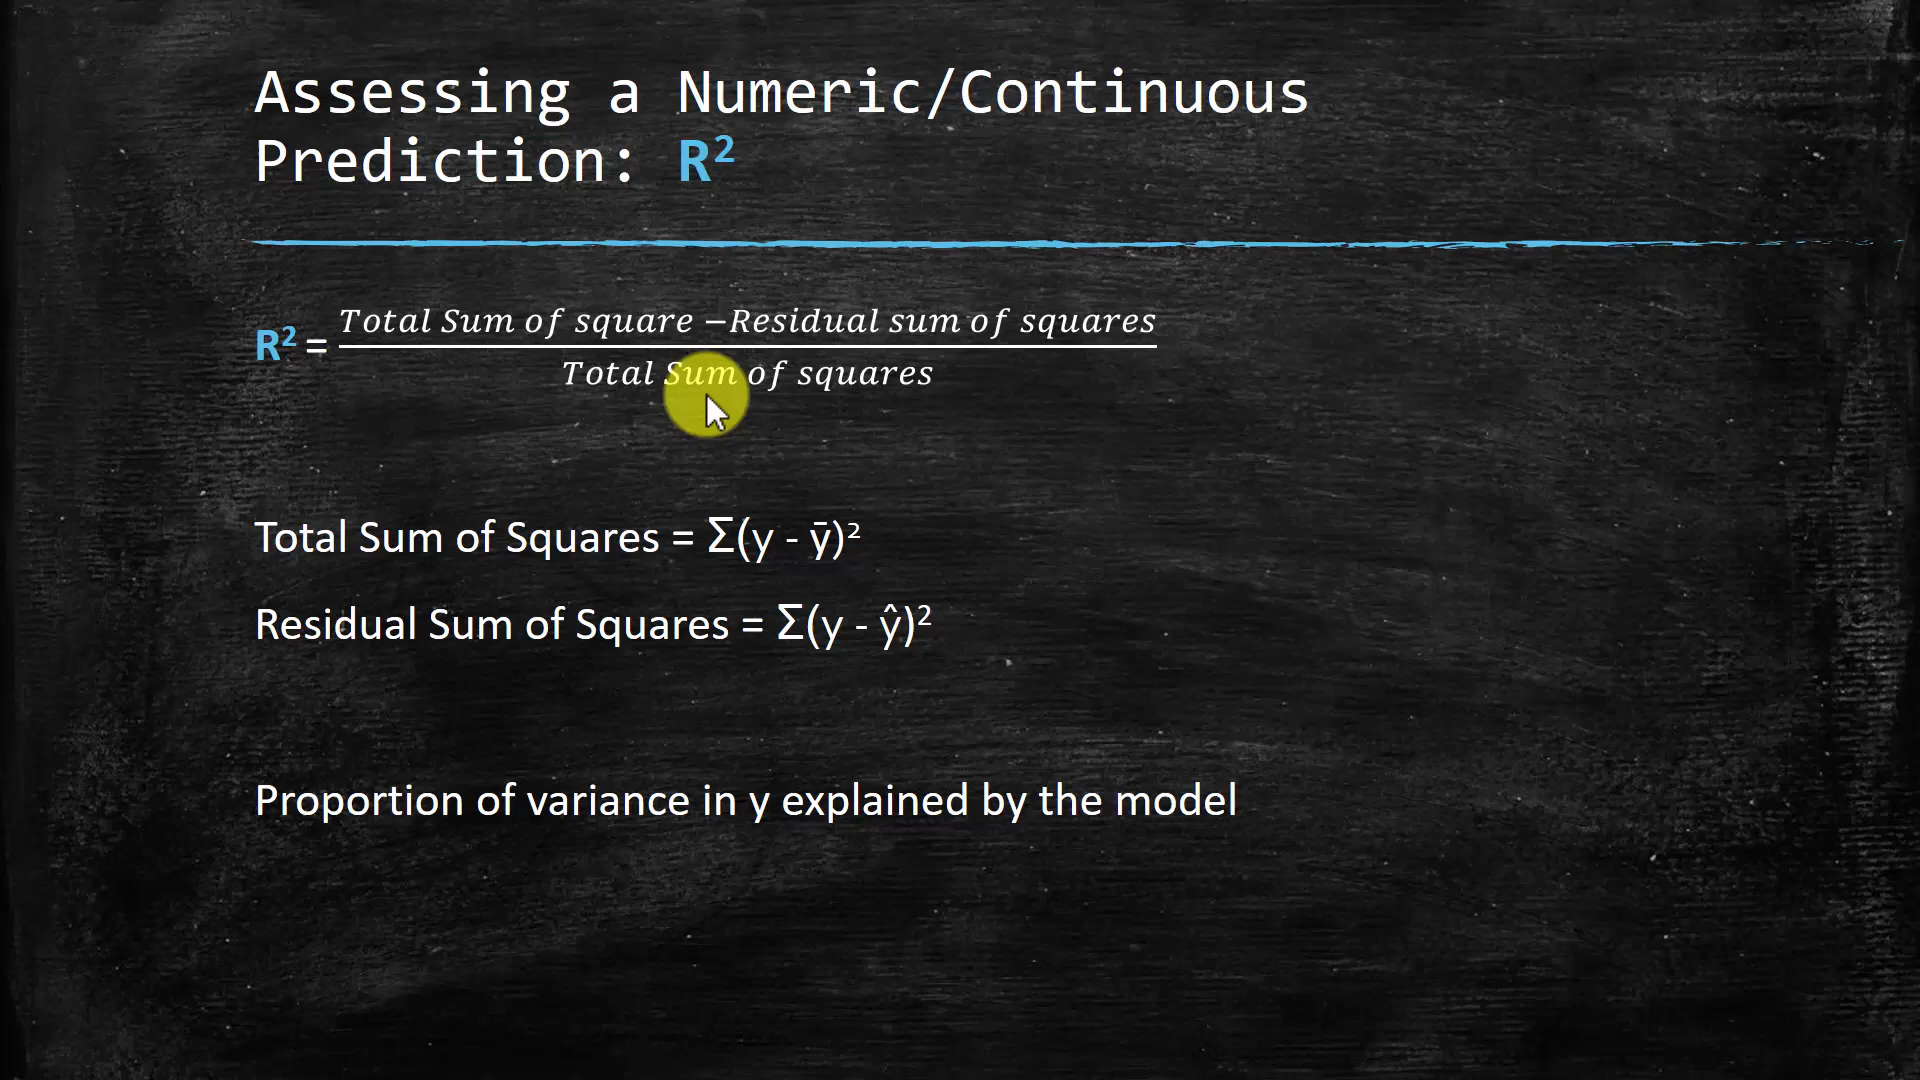 Assessing a Numeric/Continuous
Prediction: R²
R² = Total Sum of square −Residual sum of squares
Total Sum of squares
Total Sum of Squares = Σ(y - ȳ)²
Residual Sum of Squares = Σ(y - ŷ)²
Proportion of variance in y explained by the model